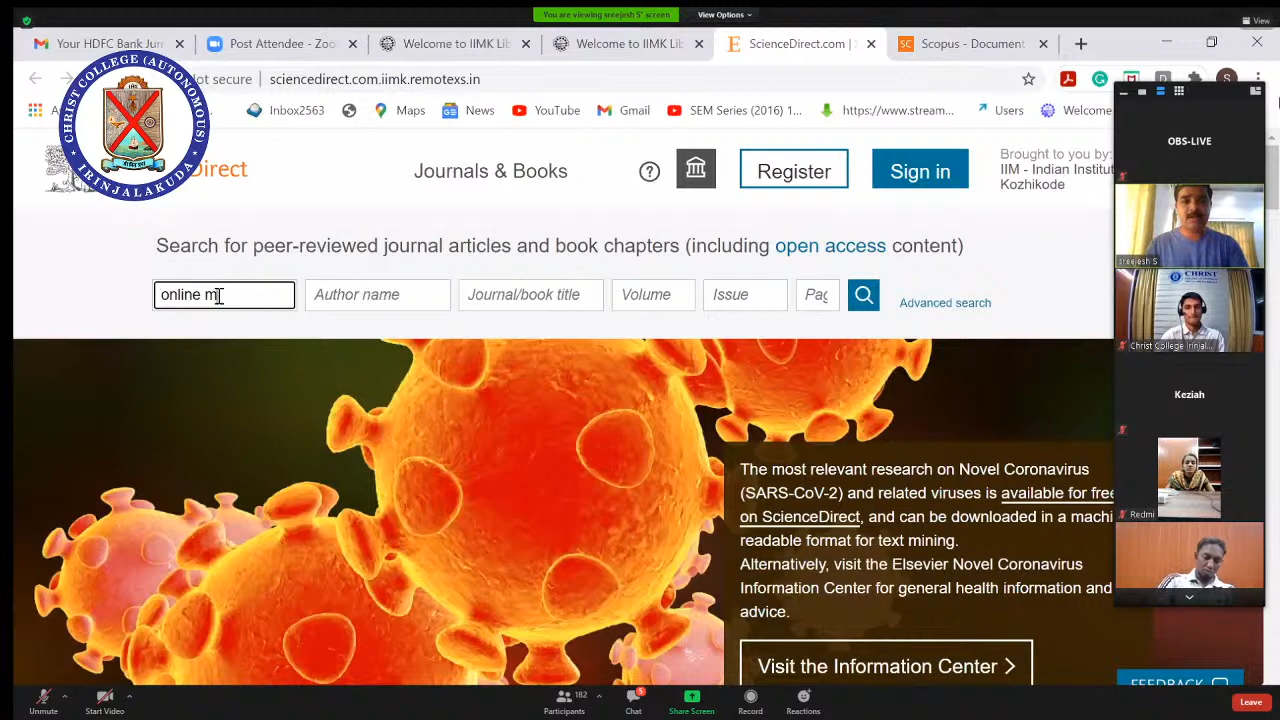 You are viewing sreejesh S' screen
View Options
View
Your HDFC Bank Jun
Post Attendee - Zoo
Welcome to IIMK Lib
Welcome to IIMK Lib
ScienceDirect.com |
Scopus - Document
Not secure
sciencedirect.com.iimk.remotexs.in
Inbox2563
Maps
News
YouTube
Gmail
SEM Series (2016) 1...
https://www.stream...
Users
Welcome
CHRIST COLLEGE (AUTONOMOUS)
IRINJALAKUDA
Direct
Journals & Books
Register
Sign in
Brought to you by:
IIM - Indian Institut
Kozhikode
Search for peer-reviewed journal articles and book chapters (including open access content)
online m
Author name
Journal/book title
Volume
Issue
Pag
Advanced search
The most relevant research on Novel Coronavirus
(SARS-CoV-2) and related viruses is available for free
on ScienceDirect, and can be downloaded in a machi
readable format for text mining.
Alternatively, visit the Elsevier Novel Coronavirus
Information Center for general health information and
advice.
Visit the Information Center
FEEDBACK
OBS-LIVE
sreejesh S
CHRIST
Christ College Irinjal...
Keziah
Redmi
Unmute
Start Video
182
Participants
5
Chat
Share Screen
Record
Reactions
Leave